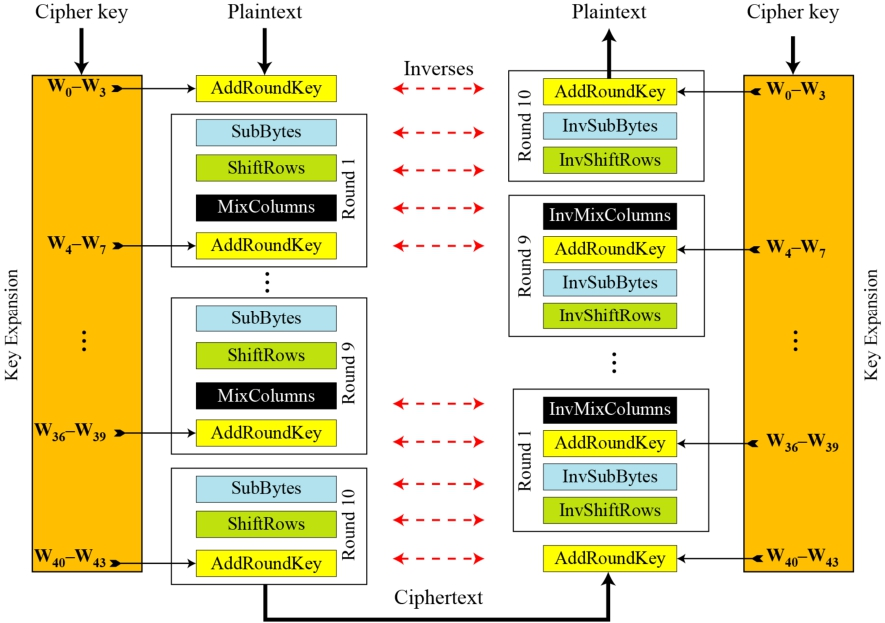 Cipher key
Plaintext
Plaintext
Cipher key
Inverses
Key Expansion
W0–W3
W4–W7
⋮
W36–W39
W40–W43
AddRoundKey
SubBytes
ShiftRows
MixColumns
AddRoundKey
Round 1
⋮
SubBytes
ShiftRows
MixColumns
AddRoundKey
Round 9
SubBytes
ShiftRows
AddRoundKey
Round 10
Ciphertext
Round 10
AddRoundKey
InvSubBytes
InvShiftRows
Round 9
InvMixColumns
AddRoundKey
InvSubBytes
InvShiftRows
⋮
Round 1
InvMixColumns
AddRoundKey
InvSubBytes
InvShiftRows
AddRoundKey
W0–W3
W4–W7
⋮
W36–W39
W40–W43
Key Expansion